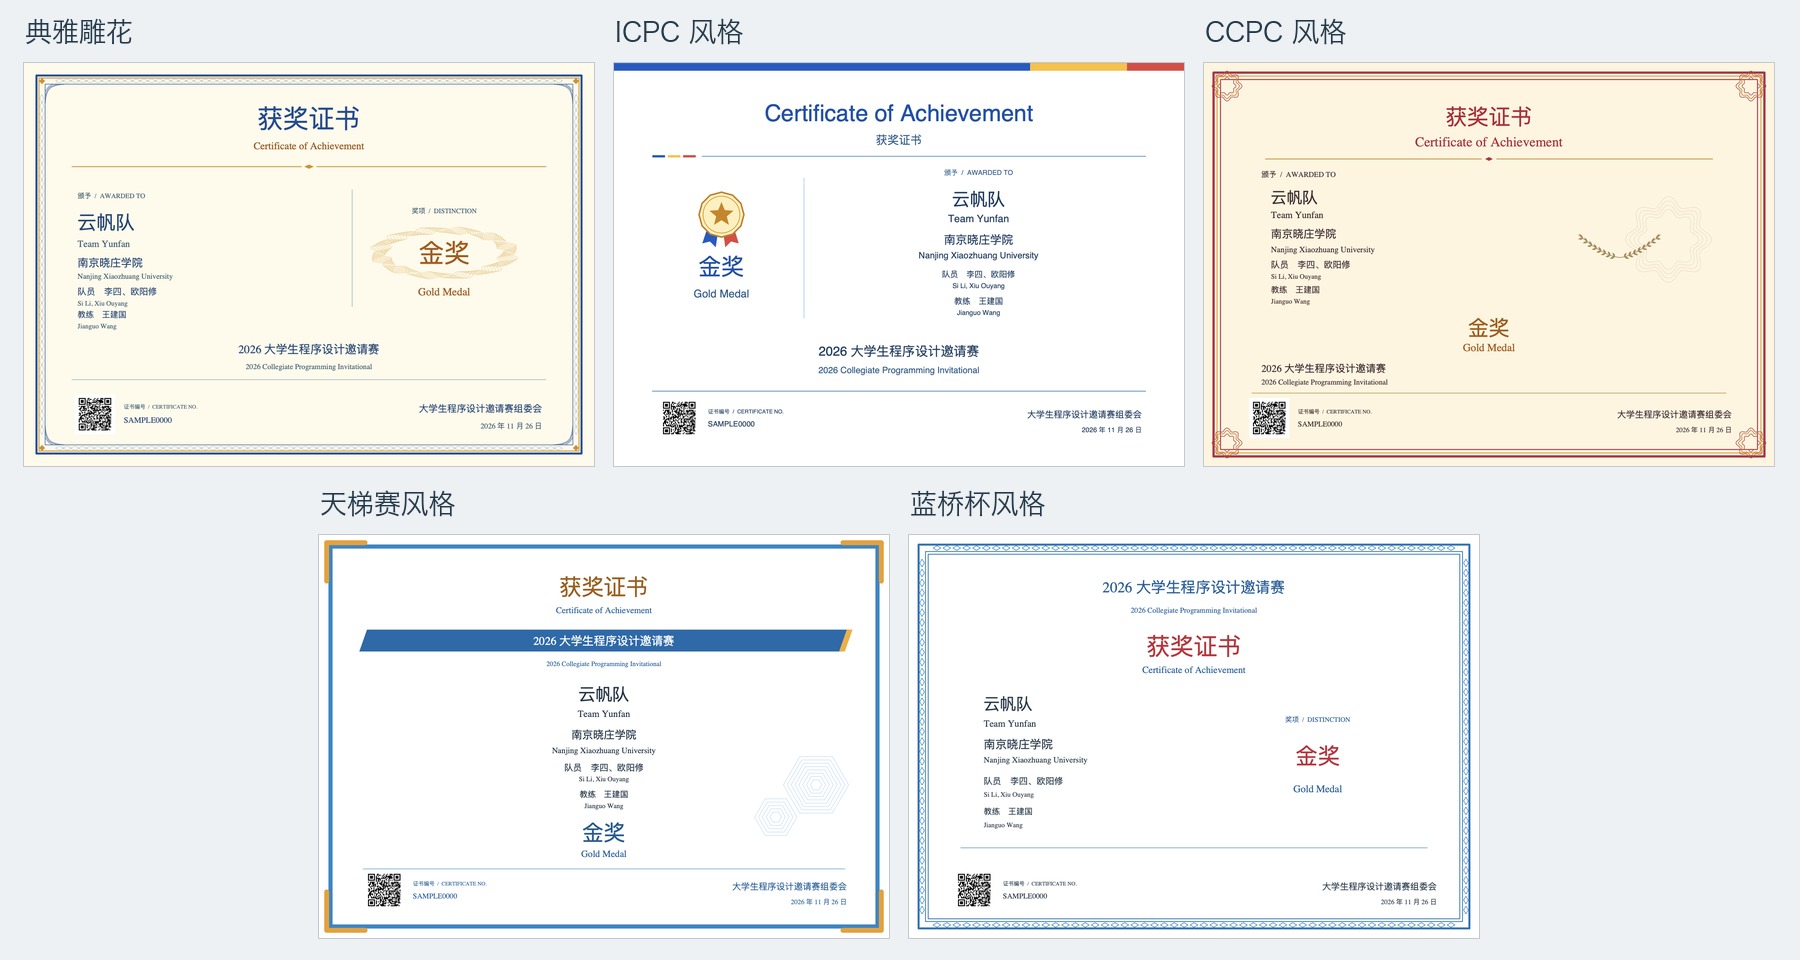 典雅雕花
获奖证书
Certificate of Achievement
颁予 / AWARDED TO
云帆队
Team Yunfan
南京晓庄学院
Nanjing Xiaozhuang University
队员 李四、欧阳修
Si Li, Xiu Ouyang
教练 王建国
Jianguo Wang
奖项 / DISTINCTION
金奖
Gold Medal
2026 大学生程序设计邀请赛
2026 Collegiate Programming Invitational
证书编号 / CERTIFICATE NO.
SAMPLE0000
大学生程序设计邀请赛组委会
2026 年 11 月 26 日
ICPC 风格
Certificate of Achievement
获奖证书
金奖
Gold Medal
颁予 / AWARDED TO
云帆队
Team Yunfan
南京晓庄学院
Nanjing Xiaozhuang University
队员 李四、欧阳修
Si Li, Xiu Ouyang
教练 王建国
Jianguo Wang
2026 大学生程序设计邀请赛
2026 Collegiate Programming Invitational
证书编号 / CERTIFICATE NO.
SAMPLE0000
大学生程序设计邀请赛组委会
2026 年 11 月 26 日
CCPC 风格
获奖证书
Certificate of Achievement
颁予 / AWARDED TO
云帆队
Team Yunfan
南京晓庄学院
Nanjing Xiaozhuang University
队员 李四、欧阳修
Si Li, Xiu Ouyang
教练 王建国
Jianguo Wang
金奖
Gold Medal
2026 大学生程序设计邀请赛
2026 Collegiate Programming Invitational
证书编号 / CERTIFICATE NO.
SAMPLE0000
大学生程序设计邀请赛组委会
2026 年 11 月 26 日
天梯赛风格
获奖证书
Certificate of Achievement
2026 大学生程序设计邀请赛
2026 Collegiate Programming Invitational
云帆队
Team Yunfan
南京晓庄学院
Nanjing Xiaozhuang University
队员 李四、欧阳修
Si Li, Xiu Ouyang
教练 王建国
Jianguo Wang
金奖
Gold Medal
证书编号 / CERTIFICATE NO.
SAMPLE0000
大学生程序设计邀请赛组委会
2026 年 11 月 26 日
蓝桥杯风格
2026 大学生程序设计邀请赛
2026 Collegiate Programming Invitational
获奖证书
Certificate of Achievement
云帆队
Team Yunfan
南京晓庄学院
Nanjing Xiaozhuang University
队员 李四、欧阳修
Si Li, Xiu Ouyang
教练 王建国
Jianguo Wang
奖项 / DISTINCTION
金奖
Gold Medal
证书编号 / CERTIFICATE NO.
SAMPLE0000
大学生程序设计邀请赛组委会
2026 年 11 月 26 日